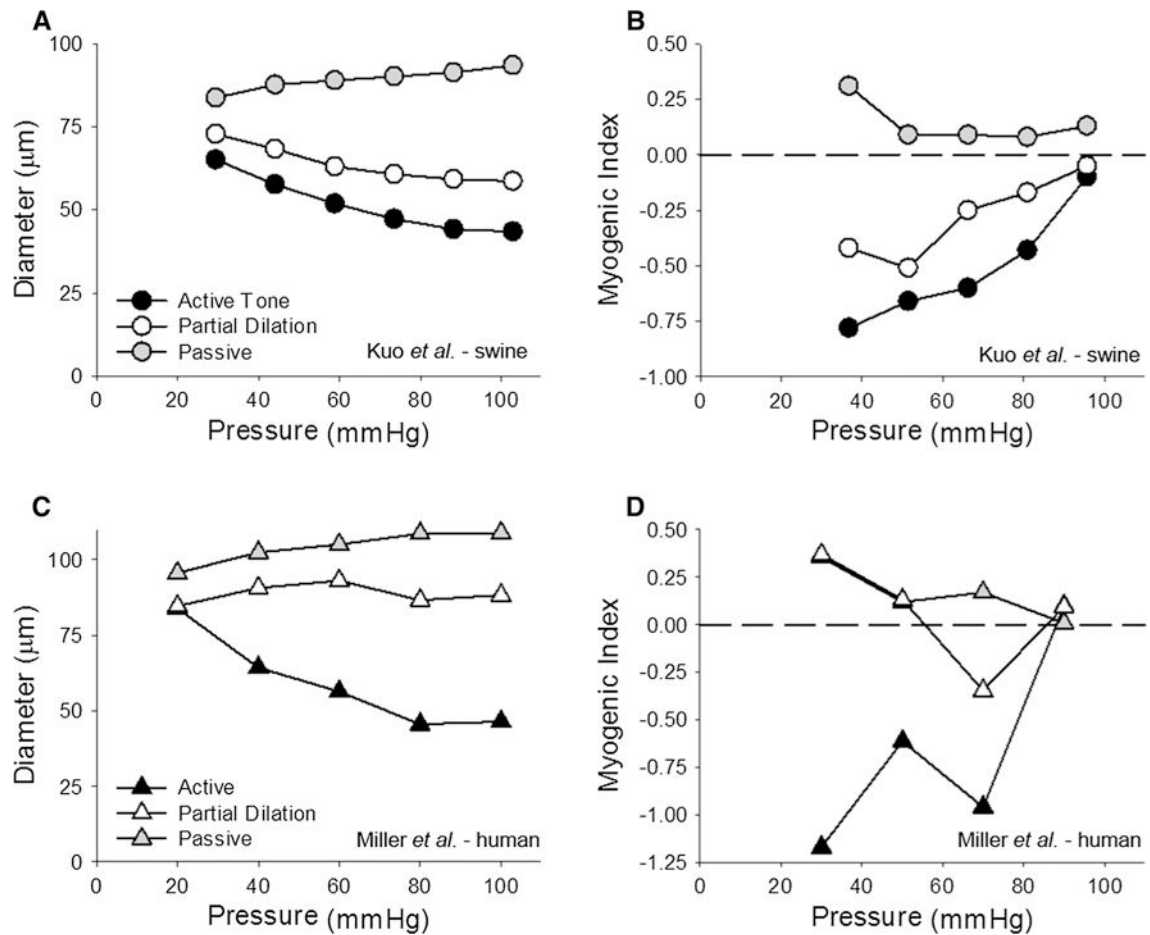 A
100
75
50
25
0
Diameter (μm)
Active Tone
Partial Dilation
Passive
Kuo et al. - swine
0 20 40 60 80 100
Pressure (mmHg)
B
0.50
0.25
0.00
-0.25
-0.50
-0.75
-1.00
Myogenic Index
Kuo et al. - swine
0 20 40 60 80 100
Pressure (mmHg)
C
100
75
50
25
0
Diameter (μm)
Active
Partial Dilation
Passive
Miller et al. - human
0 20 40 60 80 100
Pressure (mmHg)
D
0.50
0.25
0.00
-0.25
-0.50
-0.75
-1.00
-1.25
Myogenic Index
Miller et al. - human
0 20 40 60 80 100
Pressure (mmHg)